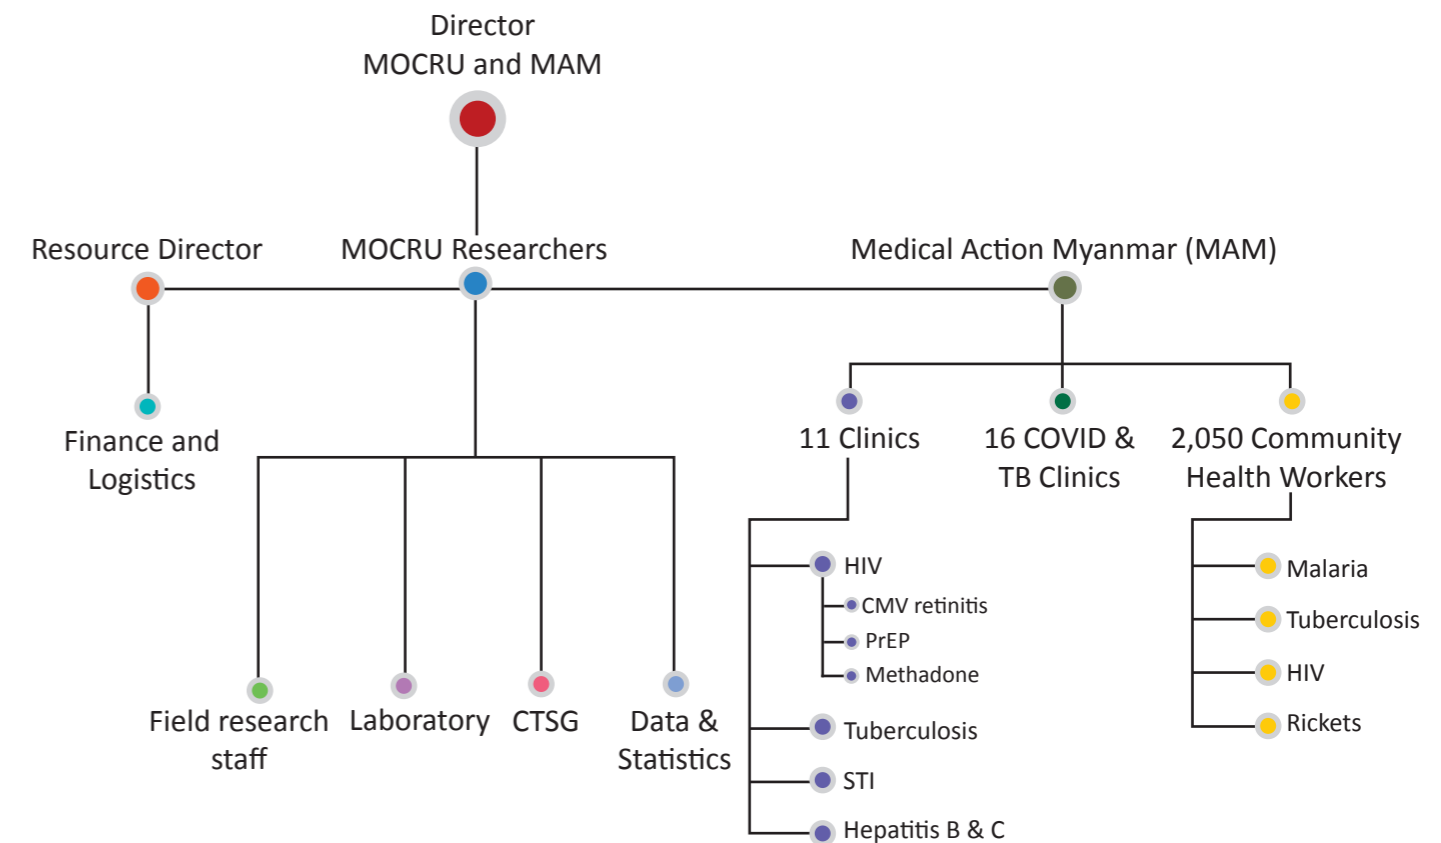 Director
MOCRU and MAM
Resource Director
MOCRU Researchers
Medical Action Myanmar (MAM)
Finance and
Logistics
11 Clinics
16 COVID &
TB Clinics
2,050 Community
Health Workers
Field research
staff
Laboratory
CTSG
Data &
Statistics
HIV
CMV retinitis
PrEP
Methadone
Tuberculosis
STI
Hepatitis B & C
Malaria
Tuberculosis
HIV
Rickets